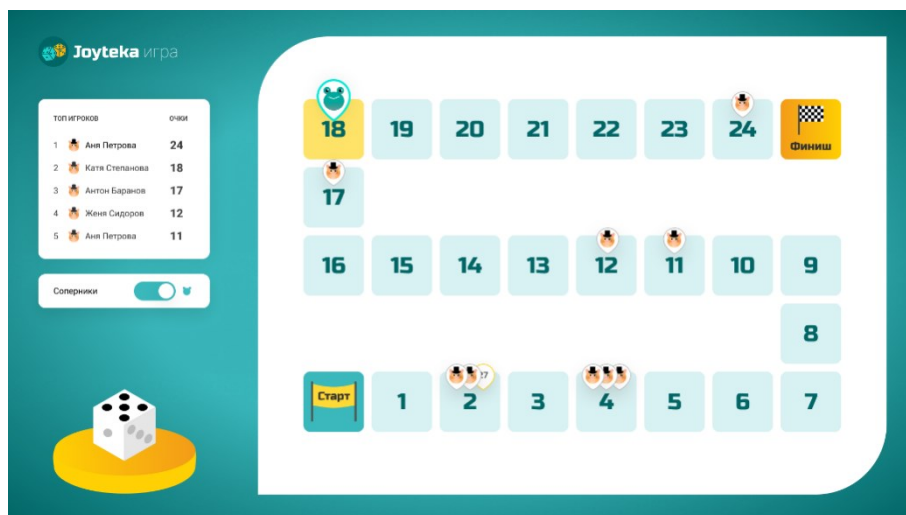 Joyteka игра
ТОП ИГРОКОВ ОЧКИ
1 Аня Петрова 24
2 Катя Степанова 18
3 Антон Баранов 17
4 Женя Сидоров 12
5 Аня Петрова 11
Соперники
18 19 20 21 22 23 24 Финиш
17
16 15 14 13 12 11 10 9
8
27
Старт 1 2 3 4 5 6 7